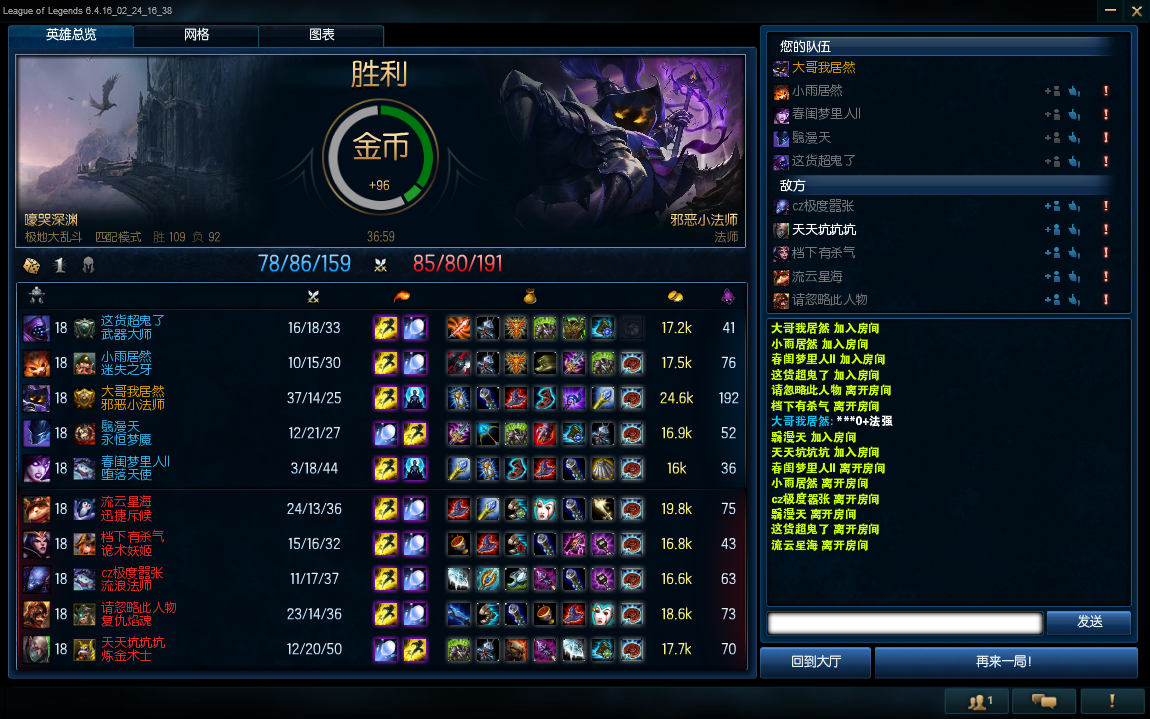 League of Legends 6.4.16_02_24_16_38
英雄总览 网格 图表
胜利
金币
+96
嚎哭深渊
极地大乱斗 匹配模式 胜 109 负 92
36:59
邪恶小法师
法师
1
78/86/159 85/80/191
18 这货超鬼了 武器大师 16/18/33 17.2k 41
18 小雨居然 迷失之牙 10/15/30 17.5k 76
18 大哥我居然 邪恶小法师 37/14/25 24.6k 192
18 鬎漫天 永恒梦魇 12/21/27 16.9k 52
18 春闺梦里人II 堕落天使 3/18/44 16k 36
18 流云星海 迅捷斥候 24/13/36 19.8k 75
18 档下有杀气 诡术妖姬 15/16/32 16.8k 43
18 cz极度嚣张 流浪法师 11/17/37 16.6k 63
18 请忽略此人物 复仇焰魂 23/14/36 18.6k 73
18 天天坑坑坑 炼金术士 12/20/50 17.7k 70
您的队伍
大哥我居然
小雨居然
春闺梦里人II
漫天
这货超鬼了
敌方
cz极度嚣张
天天坑坑坑
档下有杀气
流云星海
请忽略此人物
大哥我居然 加入房间
小雨居然 加入房间
春闺梦里人II 加入房间
这货超鬼了 加入房间
请忽略此人物 离开房间
档下有杀气 离开房间
大哥我居然: ***0+法强
漫天 加入房间
天天坑坑坑 加入房间
春闺梦里人II 离开房间
小雨居然 离开房间
cz极度嚣张 离开房间
漫天 离开房间
这货超鬼了 离开房间
流云星海 离开房间
发送
回到大厅 再来一局!
1